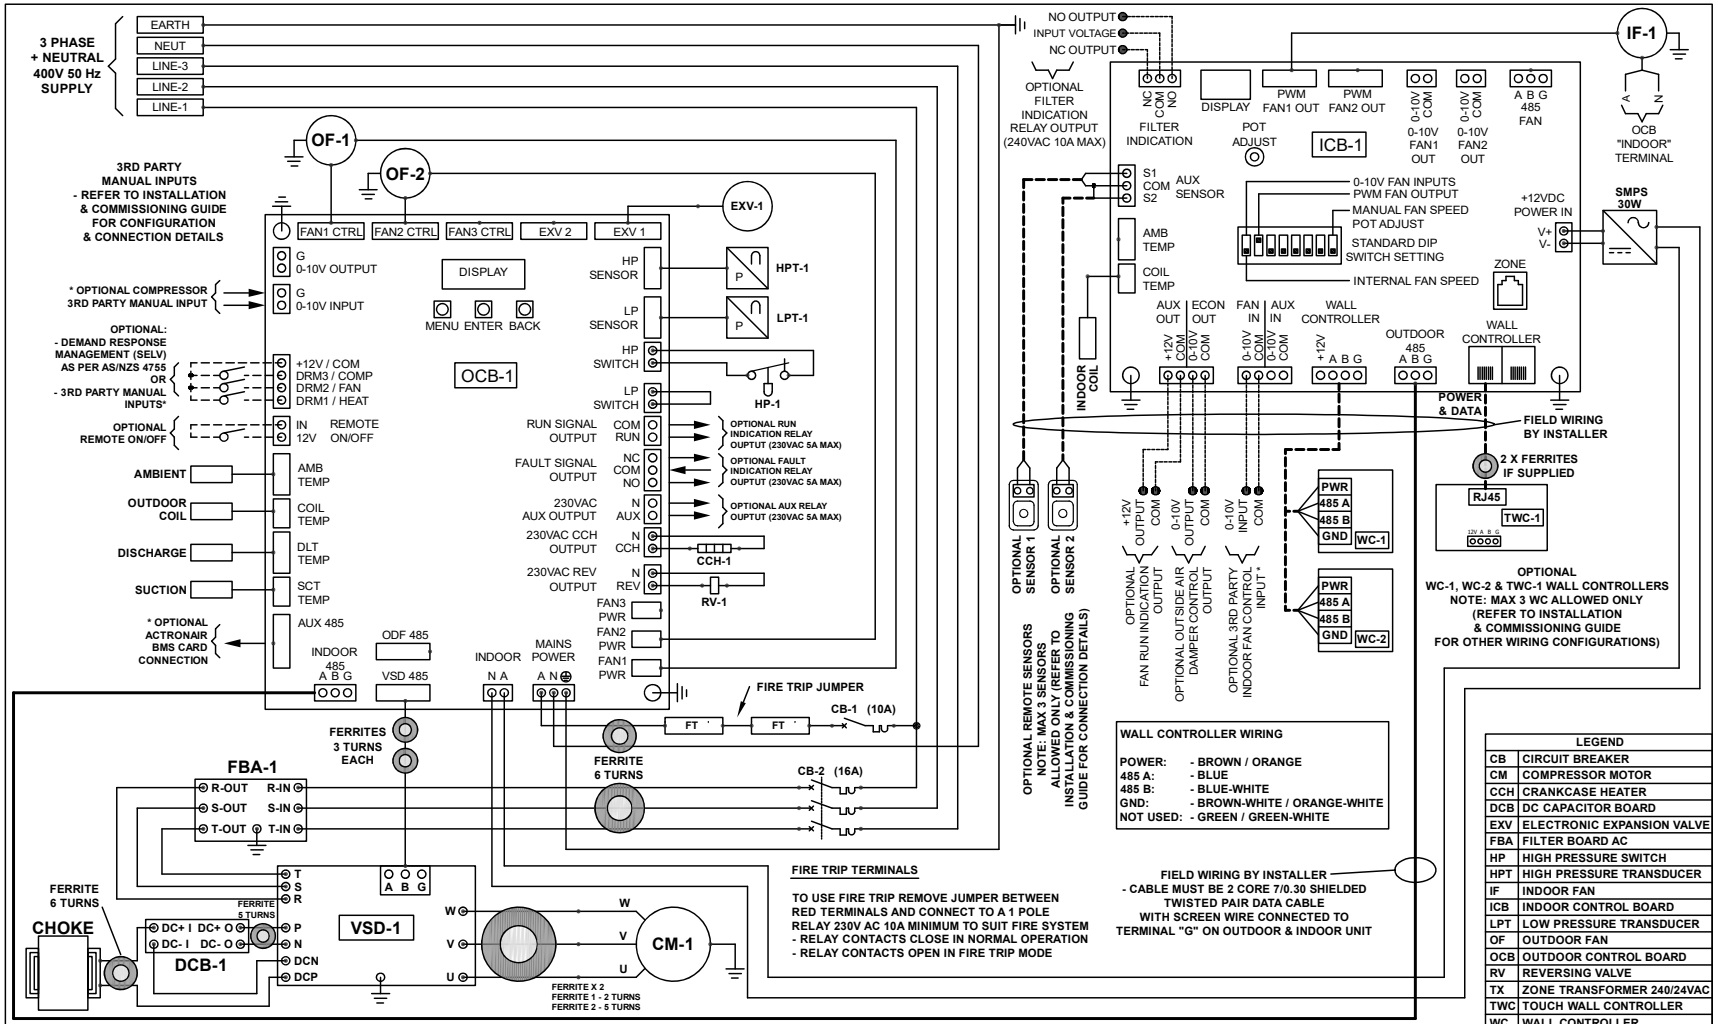 3 PHASE
+ NEUTRAL
400V 50 Hz
SUPPLY
EARTH
NEUT
LINE-3
LINE-2
LINE-1
OF-1
OF-2
EXV-1
3RD PARTY
MANUAL INPUTS
- REFER TO INSTALLATION
& COMMISSIONING GUIDE
FOR CONFIGURATION
& CONNECTION DETAILS
FAN1 CTRL
FAN2 CTRL
FAN3 CTRL
EXV 2
EXV 1
G
0-10V OUTPUT
DISPLAY
HP
SENSOR
P
HPT-1
* OPTIONAL COMPRESSOR
3RD PARTY MANUAL INPUT
G
0-10V INPUT
MENU
ENTER
BACK
LP
SENSOR
P
LPT-1
OPTIONAL:
- DEMAND RESPONSE
MANAGEMENT (SELV)
AS PER AS/NZS 4755
OR
- 3RD PARTY MANUAL
INPUTS*
+12V / COM
DRM3 / COMP
DRM2 / FAN
DRM1 / HEAT
OCB-1
HP
SWITCH
HP-1
LP
SWITCH
OPTIONAL
REMOTE ON/OFF
IN REMOTE
12V ON/OFF
RUN SIGNAL COM
OUTPUT RUN
OPTIONAL RUN
INDICATION RELAY
OUPTUT (230VAC 5A MAX)
AMBIENT
AMB
TEMP
FAULT SIGNAL
OUTPUT
NC
COM
NO
OPTIONAL FAULT
INDICATION RELAY
OUPTUT (230VAC 5A MAX)
OUTDOOR
COIL
COIL
TEMP
230VAC N
AUX OUTPUT AUX
OPTIONAL AUX RELAY
OUPTUT (230VAC 5A MAX)
DISCHARGE
DLT
TEMP
230VAC CCH N
OUTPUT CCH
CCH-1
SUCTION
SCT
TEMP
230VAC REV N
OUTPUT REV
RV-1
* OPTIONAL
ACTRONAIR
BMS CARD
CONNECTION
AUX 485
FAN3
PWR
FAN2
PWR
FAN1
PWR
ODF 485
VSD 485
INDOOR
485
A B G
INDOOR
N A
MAINS
POWER
A N
FIRE TRIP JUMPER
FT
FT
CB-1 (10A)
FERRITES
3 TURNS
EACH
FERRITE
6 TURNS
CB-2 (16A)
FBA-1
R-OUT R-IN
S-OUT S-IN
T-OUT T-IN
T
S
R
P
N
DCN
DCP
A B G
VSD-1
W
V
U
W
V
U
CM-1
FERRITE
6 TURNS
CHOKE
FERRITE
5 TURNS
DC+ I DC+ O
DC- I DC- O
DCB-1
FERRITE X 2
FERRITE 1 - 2 TURNS
FERRITE 2 - 5 TURNS
FIRE TRIP TERMINALS
TO USE FIRE TRIP REMOVE JUMPER BETWEEN
RED TERMINALS AND CONNECT TO A 1 POLE
RELAY 230V AC 10A MINIMUM TO SUIT FIRE SYSTEM
- RELAY CONTACTS CLOSE IN NORMAL OPERATION
- RELAY CONTACTS OPEN IN FIRE TRIP MODE
NO OUTPUT
INPUT VOLTAGE
NC OUTPUT
OPTIONAL
FILTER
INDICATION
RELAY OUTPUT
(240VAC 10A MAX)
NC
COM
NO
FILTER
INDICATION
DISPLAY
PWM
FAN1 OUT
PWM
FAN2 OUT
0-10V
COM
0-10V
FAN1
OUT
0-10V
COM
0-10V
FAN2
OUT
A B G
485
FAN
IF-1
A
N
OCB
"INDOOR"
TERMINAL
POT
ADJUST
ICB-1
S1
COM
S2
AUX
SENSOR
AMB
TEMP
COIL
TEMP
INDOOR
COIL
0-10V FAN INPUTS
PWM FAN OUTPUT
MANUAL FAN SPEED
POT ADJUST
STANDARD DIP
SWITCH SETTING
INTERNAL FAN SPEED
+12VDC
POWER IN
V+
V-
SMPS
30W
ZONE
AUX
OUT
ECON
OUT
FAN
IN
AUX
IN
+12V
COM
0-10V
COM
0-10V
COM
WALL
CONTROLLER
+12V
A B G
OUTDOOR
485
A B G
WALL
CONTROLLER
POWER
& DATA
FIELD WIRING
BY INSTALLER
2 X FERRITES
IF SUPPLIED
RJ45
TWC-1
12V A B G
OPTIONAL
SENSOR 1
OPTIONAL
SENSOR 2
OPTIONAL REMOTE SENSORS
NOTE: MAX 3 SENSORS
ALLOWED ONLY (REFER TO
INSTALLATION & COMMISSIONING
GUIDE FOR CONNECTION DETAILS)
+12V
OUTPUT
COM
0-10V
OUTPUT
COM
0-10V
INPUT
COM
OPTIONAL
FAN RUN INDICATION
OUTPUT
OPTIONAL OUTSIDE AIR
DAMPER CONTROL
OUTPUT
OPTIONAL 3RD PARTY
INDOOR FAN CONTROL
INPUT *
PWR
485 A
485 B
GND
WC-1
PWR
485 A
485 B
GND
WC-2
OPTIONAL
WC-1, WC-2 & TWC-1 WALL CONTROLLERS
NOTE: MAX 3 WC ALLOWED ONLY
(REFER TO INSTALLATION
& COMMISSIONING GUIDE
FOR OTHER WIRING CONFIGURATIONS)
WALL CONTROLLER WIRING
POWER: - BROWN / ORANGE
485 A: - BLUE
485 B: - BLUE-WHITE
GND: - BROWN-WHITE / ORANGE-WHITE
NOT USED: - GREEN / GREEN-WHITE
FIELD WIRING BY INSTALLER
- CABLE MUST BE 2 CORE 7/0.30 SHIELDED
TWISTED PAIR DATA CABLE
WITH SCREEN WIRE CONNECTED TO
TERMINAL "G" ON OUTDOOR & INDOOR UNIT
LEGEND
CB CIRCUIT BREAKER
CM COMPRESSOR MOTOR
CCH CRANKCASE HEATER
DCB DC CAPACITOR BOARD
EXV ELECTRONIC EXPANSION VALVE
FBA FILTER BOARD AC
HP HIGH PRESSURE SWITCH
HPT HIGH PRESSURE TRANSDUCER
IF INDOOR FAN
ICB INDOOR CONTROL BOARD
LPT LOW PRESSURE TRANSDUCER
OF OUTDOOR FAN
OCB OUTDOOR CONTROL BOARD
RV REVERSING VALVE
TX ZONE TRANSFORMER 240/24VAC
TWC TOUCH WALL CONTROLLER
WC WALL CONTROLLER